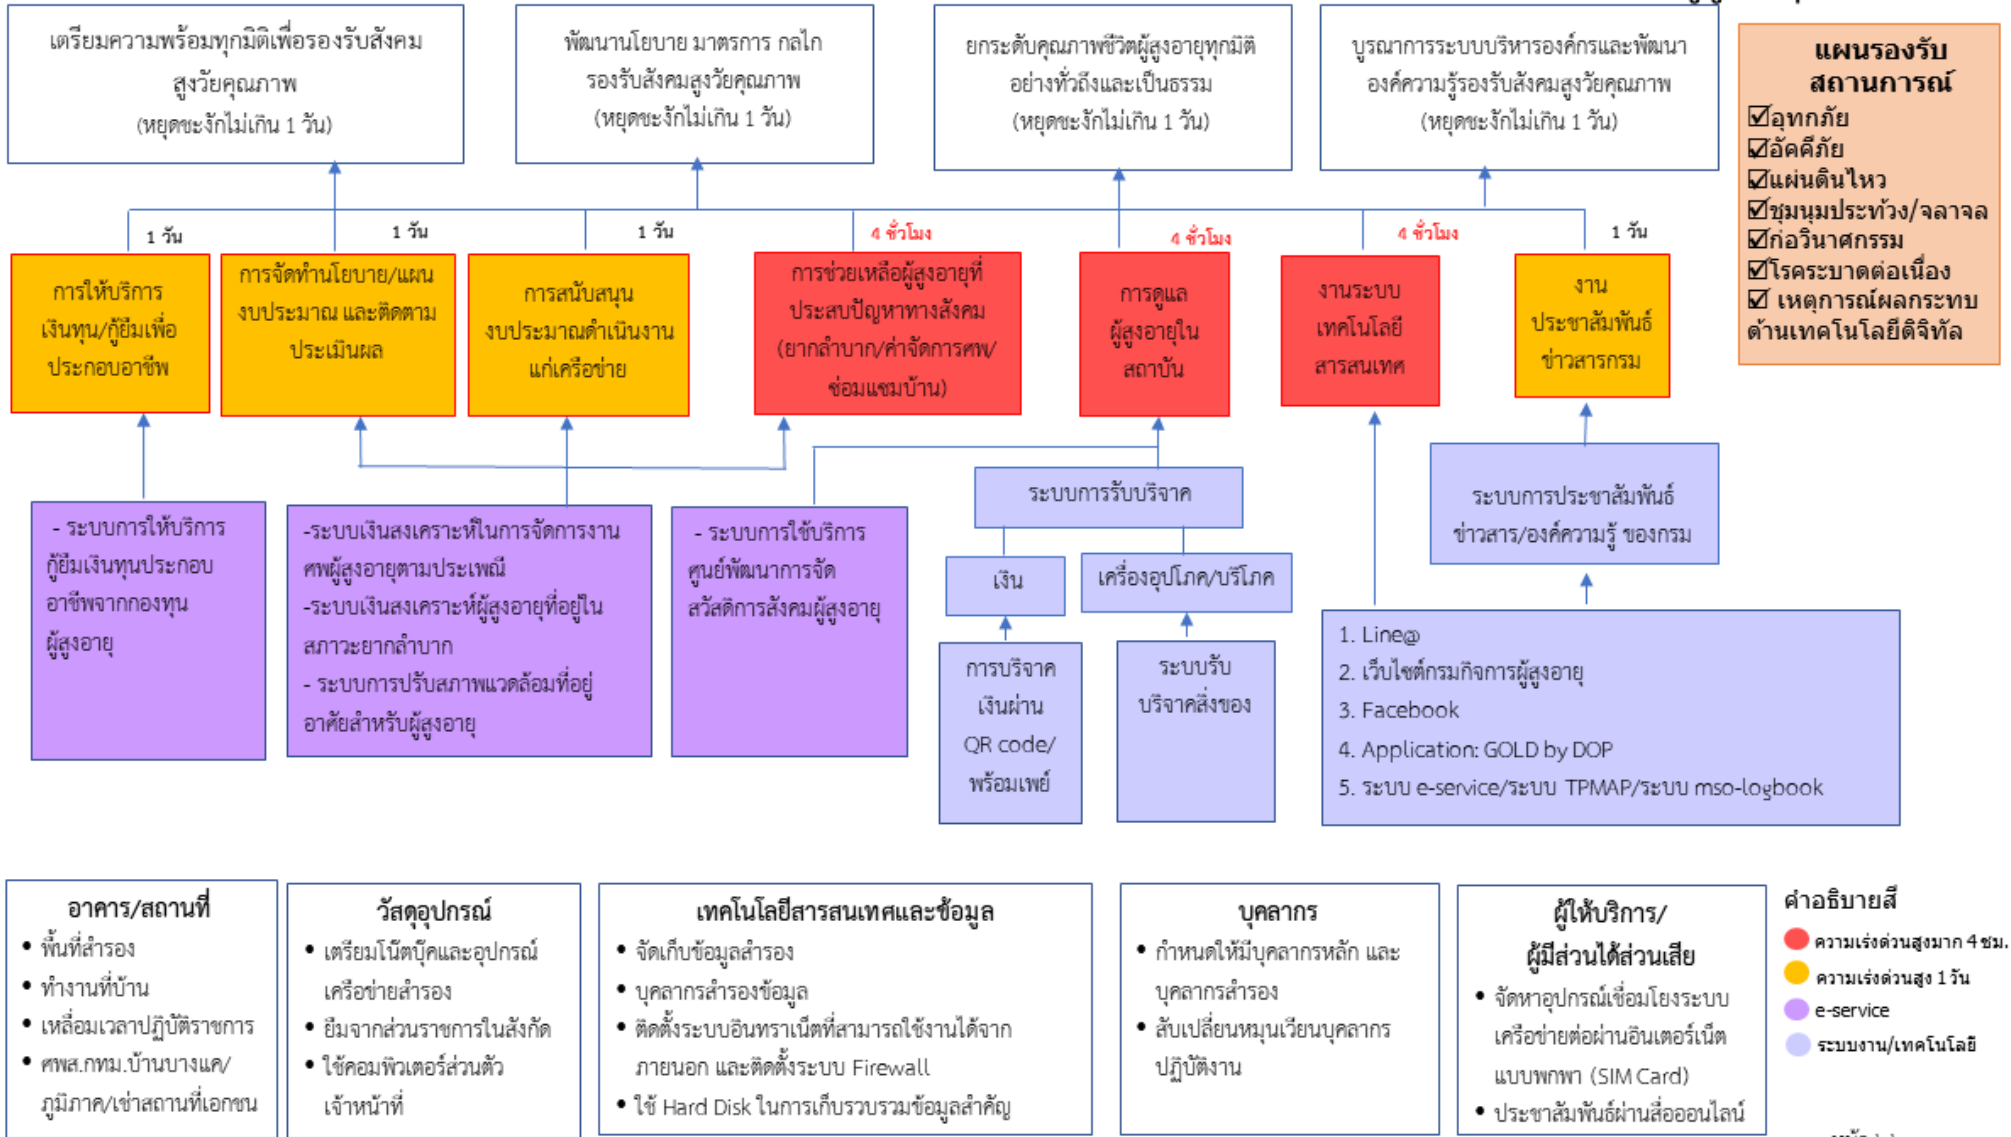 เตรียมความพร้อมทุกมิติเพื่อรองรับสังคม
สูงวัยคุณภาพ
(หยุดชะงักไม่เกิน 1 วัน)
พัฒนานโยบาย มาตรการ กลไก
รองรับสังคมสูงวัยคุณภาพ
(หยุดชะงักไม่เกิน 1 วัน)
ยกระดับคุณภาพชีวิตผู้สูงอายุทุกมิติ
อย่างทั่วถึงและเป็นธรรม
(หยุดชะงักไม่เกิน 1 วัน)
บูรณาการระบบบริหารองค์กรและพัฒนา
องค์ความรู้รองรับสังคมสูงวัยคุณภาพ
(หยุดชะงักไม่เกิน 1 วัน)
แผนรองรับ
สถานการณ์
☑อุทกภัย
☑อัคคีภัย
☑แผ่นดินไหว
☑ชุมนุมประท้วง/จลาจล
☑ก่อวินาศกรรม
☑โรคระบาดต่อเนื่อง
☑ เหตุการณ์ผลกระทบ
ด้านเทคโนโลยีดิจิทัล
1 วัน
1 วัน
1 วัน
4 ชั่วโมง
4 ชั่วโมง
4 ชั่วโมง
1 วัน
การให้บริการ
เงินทุน/กู้ยืมเพื่อ
ประกอบอาชีพ
การจัดทำนโยบาย/แผน
งบประมาณ และติดตาม
ประเมินผล
การสนับสนุน
งบประมาณดำเนินงาน
แก่เครือข่าย
การช่วยเหลือผู้สูงอายุที่
ประสบปัญหาทางสังคม
(ยากลำบาก/ค่าจัดการศพ/
ซ่อมแซมบ้าน)
การดูแล
ผู้สูงอายุใน
สถาบัน
งานระบบ
เทคโนโลยี
สารสนเทศ
งาน
ประชาสัมพันธ์
ข่าวสารกรม
- ระบบการให้บริการ
กู้ยืมเงินทุนประกอบ
อาชีพจากกองทุน
ผู้สูงอายุ
-ระบบเงินสงเคราะห์ในการจัดการงาน
ศพผู้สูงอายุตามประเพณี
-ระบบเงินสงเคราะห์ผู้สูงอายุที่อยู่ใน
สภาวะยากลำบาก
- ระบบการปรับสภาพแวดล้อมที่อยู่
อาศัยสำหรับผู้สูงอายุ
- ระบบการใช้บริการ
ศูนย์พัฒนาการจัด
สวัสดิการสังคมผู้สูงอายุ
ระบบการรับบริจาค
เงิน
เครื่องอุปโภค/บริโภค
การบริจาค
เงินผ่าน
QR code/
พร้อมเพย์
ระบบรับ
บริจาคสิ่งของ
ระบบการประชาสัมพันธ์
ข่าวสาร/องค์ความรู้ ของกรม
1. Line@
2. เว็บไซต์กรมกิจการผู้สูงอายุ
3. Facebook
4. Application: GOLD by DOP
5. ระบบ e-service/ระบบ TPMAP/ระบบ mso-logbook
อาคาร/สถานที่
• พื้นที่สำรอง
• ทำงานที่บ้าน
• เหลื่อมเวลาปฏิบัติราชการ
• ศพส.กทม.บ้านบางแค/
ภูมิภาค/เช่าสถานที่เอกชน
วัสดุอุปกรณ์
• เตรียมโน้ตบุ๊คและอุปกรณ์
เครือข่ายสำรอง
• ยืมจากส่วนราชการในสังกัด
• ใช้คอมพิวเตอร์ส่วนตัว
เจ้าหน้าที่
เทคโนโลยีสารสนเทศและข้อมูล
• จัดเก็บข้อมูลสำรอง
• บุคลากรสำรองข้อมูล
• ติดตั้งระบบอินทราเน็ตที่สามารถใช้งานได้จาก
ภายนอก และติดตั้งระบบ Firewall
• ใช้ Hard Disk ในการเก็บรวบรวมข้อมูลสำคัญ
บุคลากร
• กำหนดให้มีบุคลากรหลัก และ
บุคลากรสำรอง
• สับเปลี่ยนหมุนเวียนบุคลากร
ปฏิบัติงาน
ผู้ให้บริการ/
ผู้มีส่วนได้ส่วนเสีย
• จัดหาอุปกรณ์เชื่อมโยงระบบ
เครือข่ายต่อผ่านอินเตอร์เน็ต
แบบพกพา (SIM Card)
• ประชาสัมพันธ์ผ่านสื่อออนไลน์
คำอธิบายสี
ความเร่งด่วนสูงมาก 4 ชม.
ความเร่งด่วนสูง 1 วัน
e-service
ระบบงาน/เทคโนโลยี